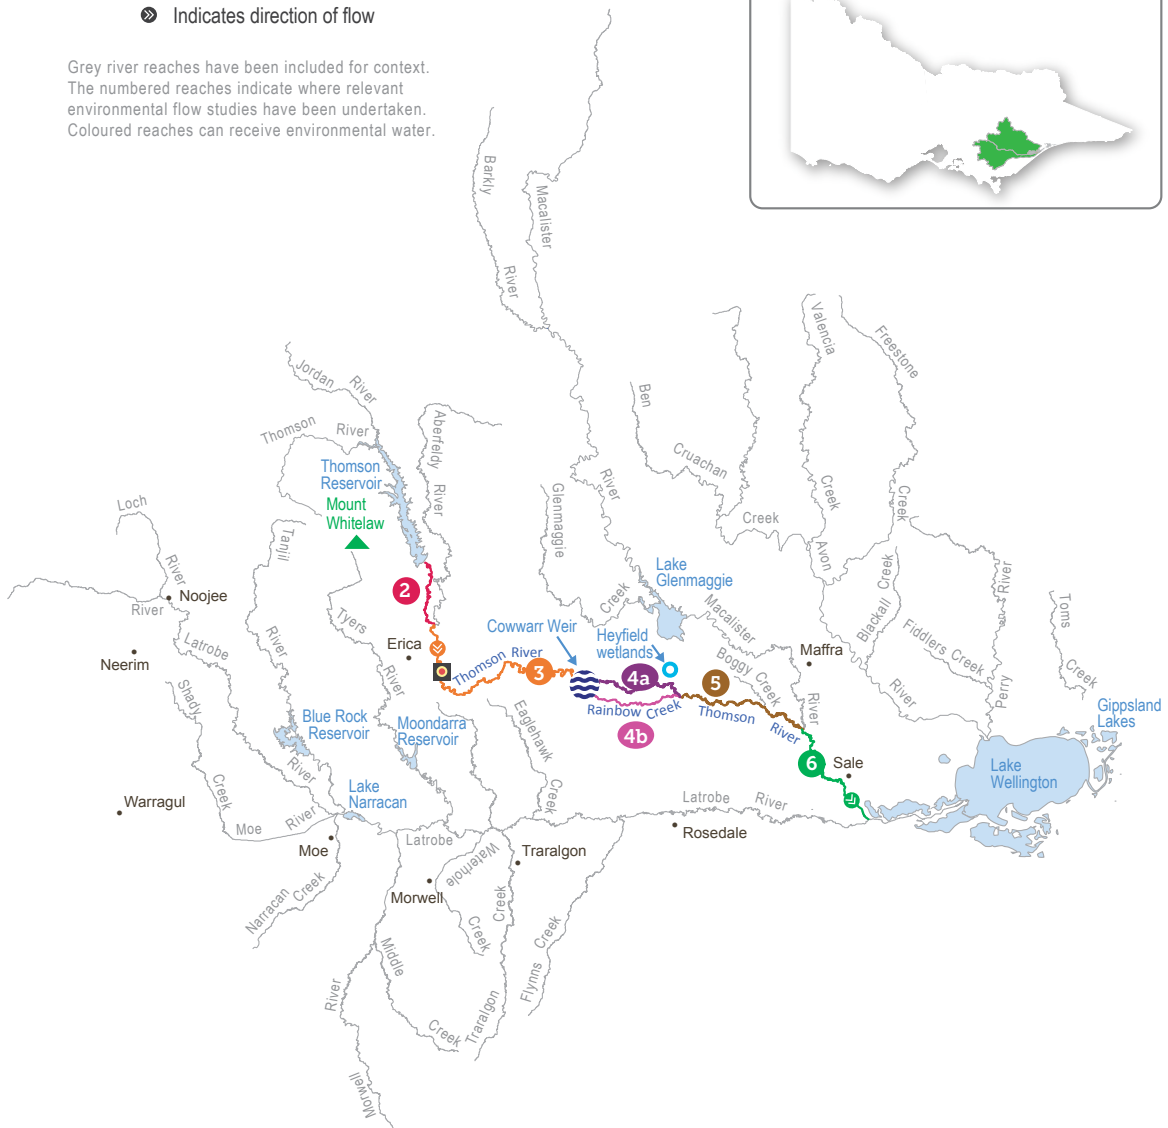 Indicates direction of flow
Grey river reaches have been included for context.
The numbered reaches indicate where relevant
environmental flow studies have been undertaken.
Coloured reaches can receive environmental water.
Barkly
River
Macalister
River
Jordan
River
Thomson
River
Aberfeldy
River
Thomson
Reservoir
Mount
Whitelaw
Loch
River
Noojee
River
Neerim
Latrobe
River
Tanjil
River
Tyers
River
Erica
2
Thomson
River
3
Cowwarr Weir
Glenmaggie
Creek
Ben
Cruachan
Creek
Valencia
Creek
Freestone
Creek
Avon
River
Blackall
Creek
Fiddlers Creek
Perry
River
Toms
Creek
Lake
Glenmaggie
Heyfield
wetlands
Macalister
River
Maffra
Boggy
Creek
4a
4b
Rainbow Creek
5
Thomson
River
6
Sale
Gippsland
Lakes
Lake
Wellington
Shady
Creek
Warragul
Moe
Blue Rock
Reservoir
Moondarra
Reservoir
Lake
Narracan
Eaglehawk
Creek
Latrobe
River
Rosedale
Moe
Latrobe
Narracan
Creek
Waterhole
Creek
Morwell
Traralgon
Traralgon
Creek
Middle
Creek
Flynns
Creek
Morwell
River